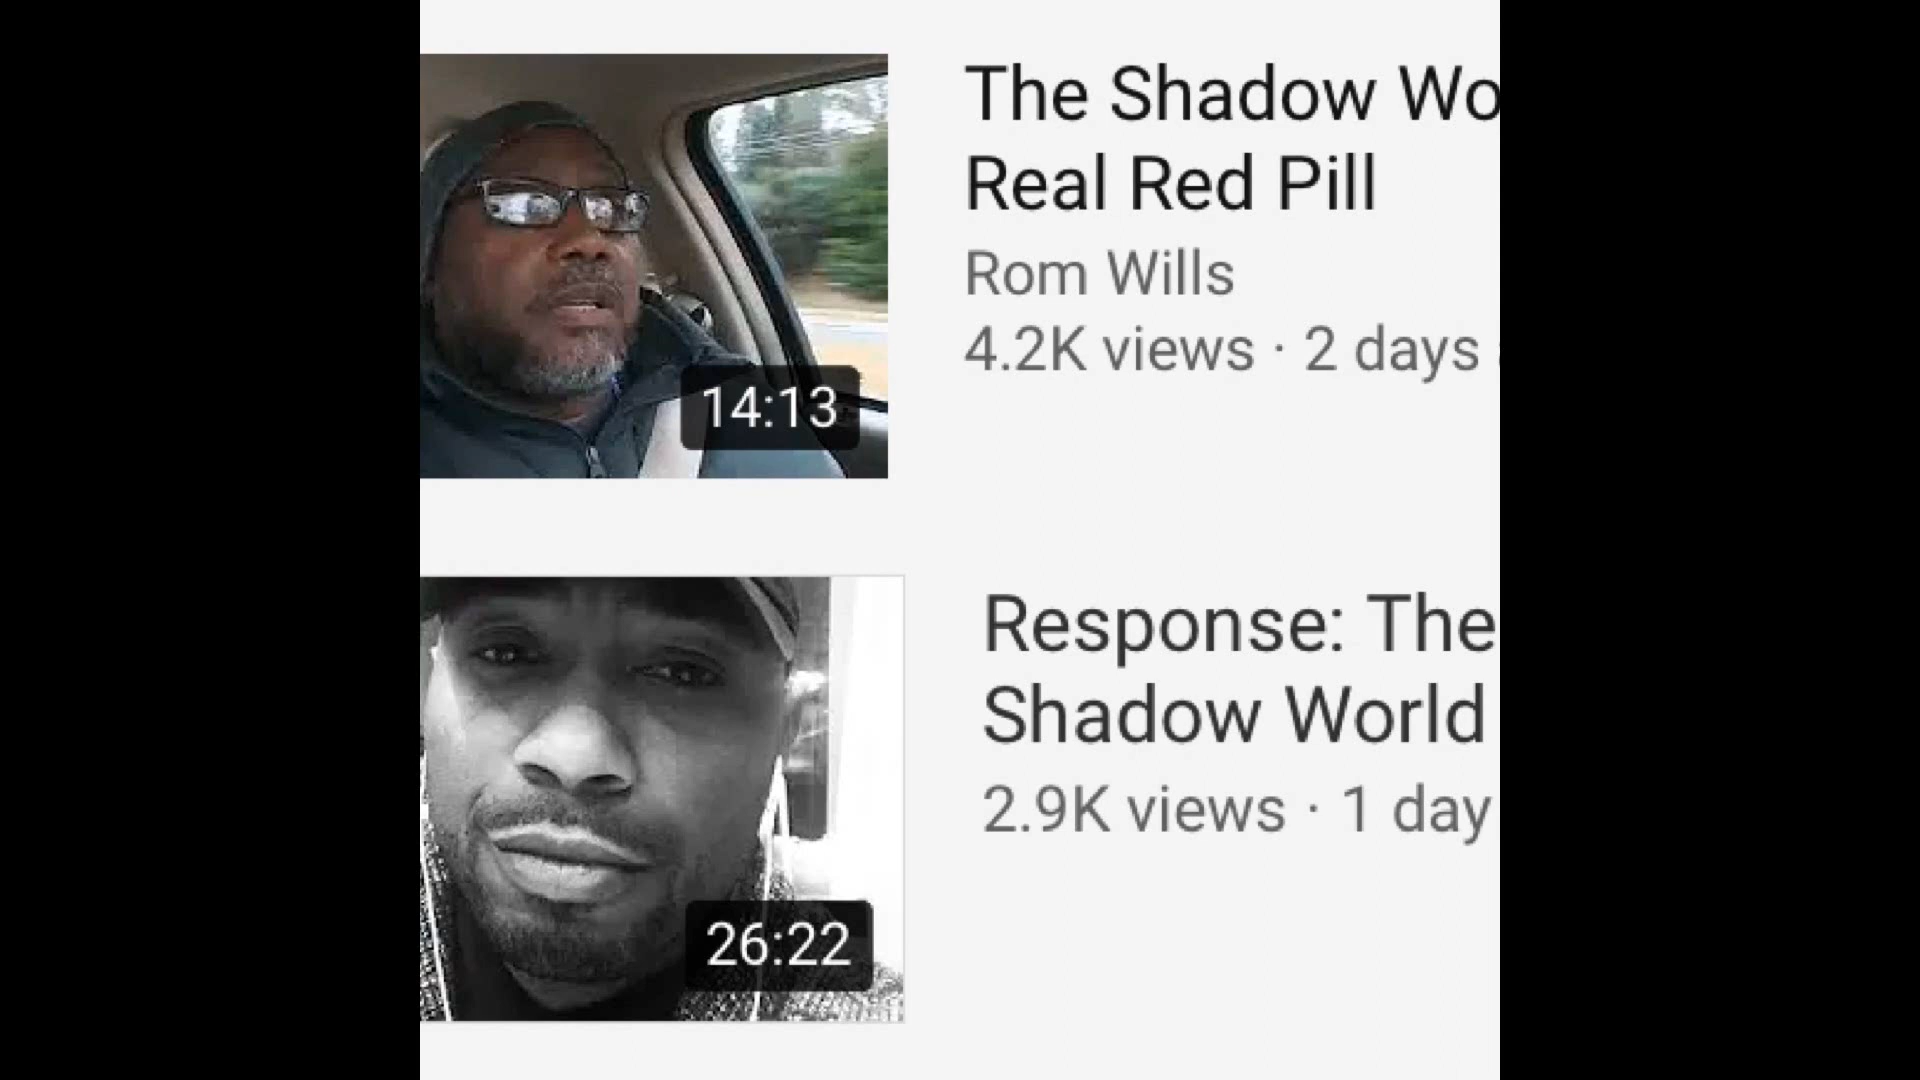 The Shadow Wo
Real Red Pill
Rom Wills
4.2K views · 2 days
14:13
Response: The
Shadow World
2.9K views · 1 day
26:22